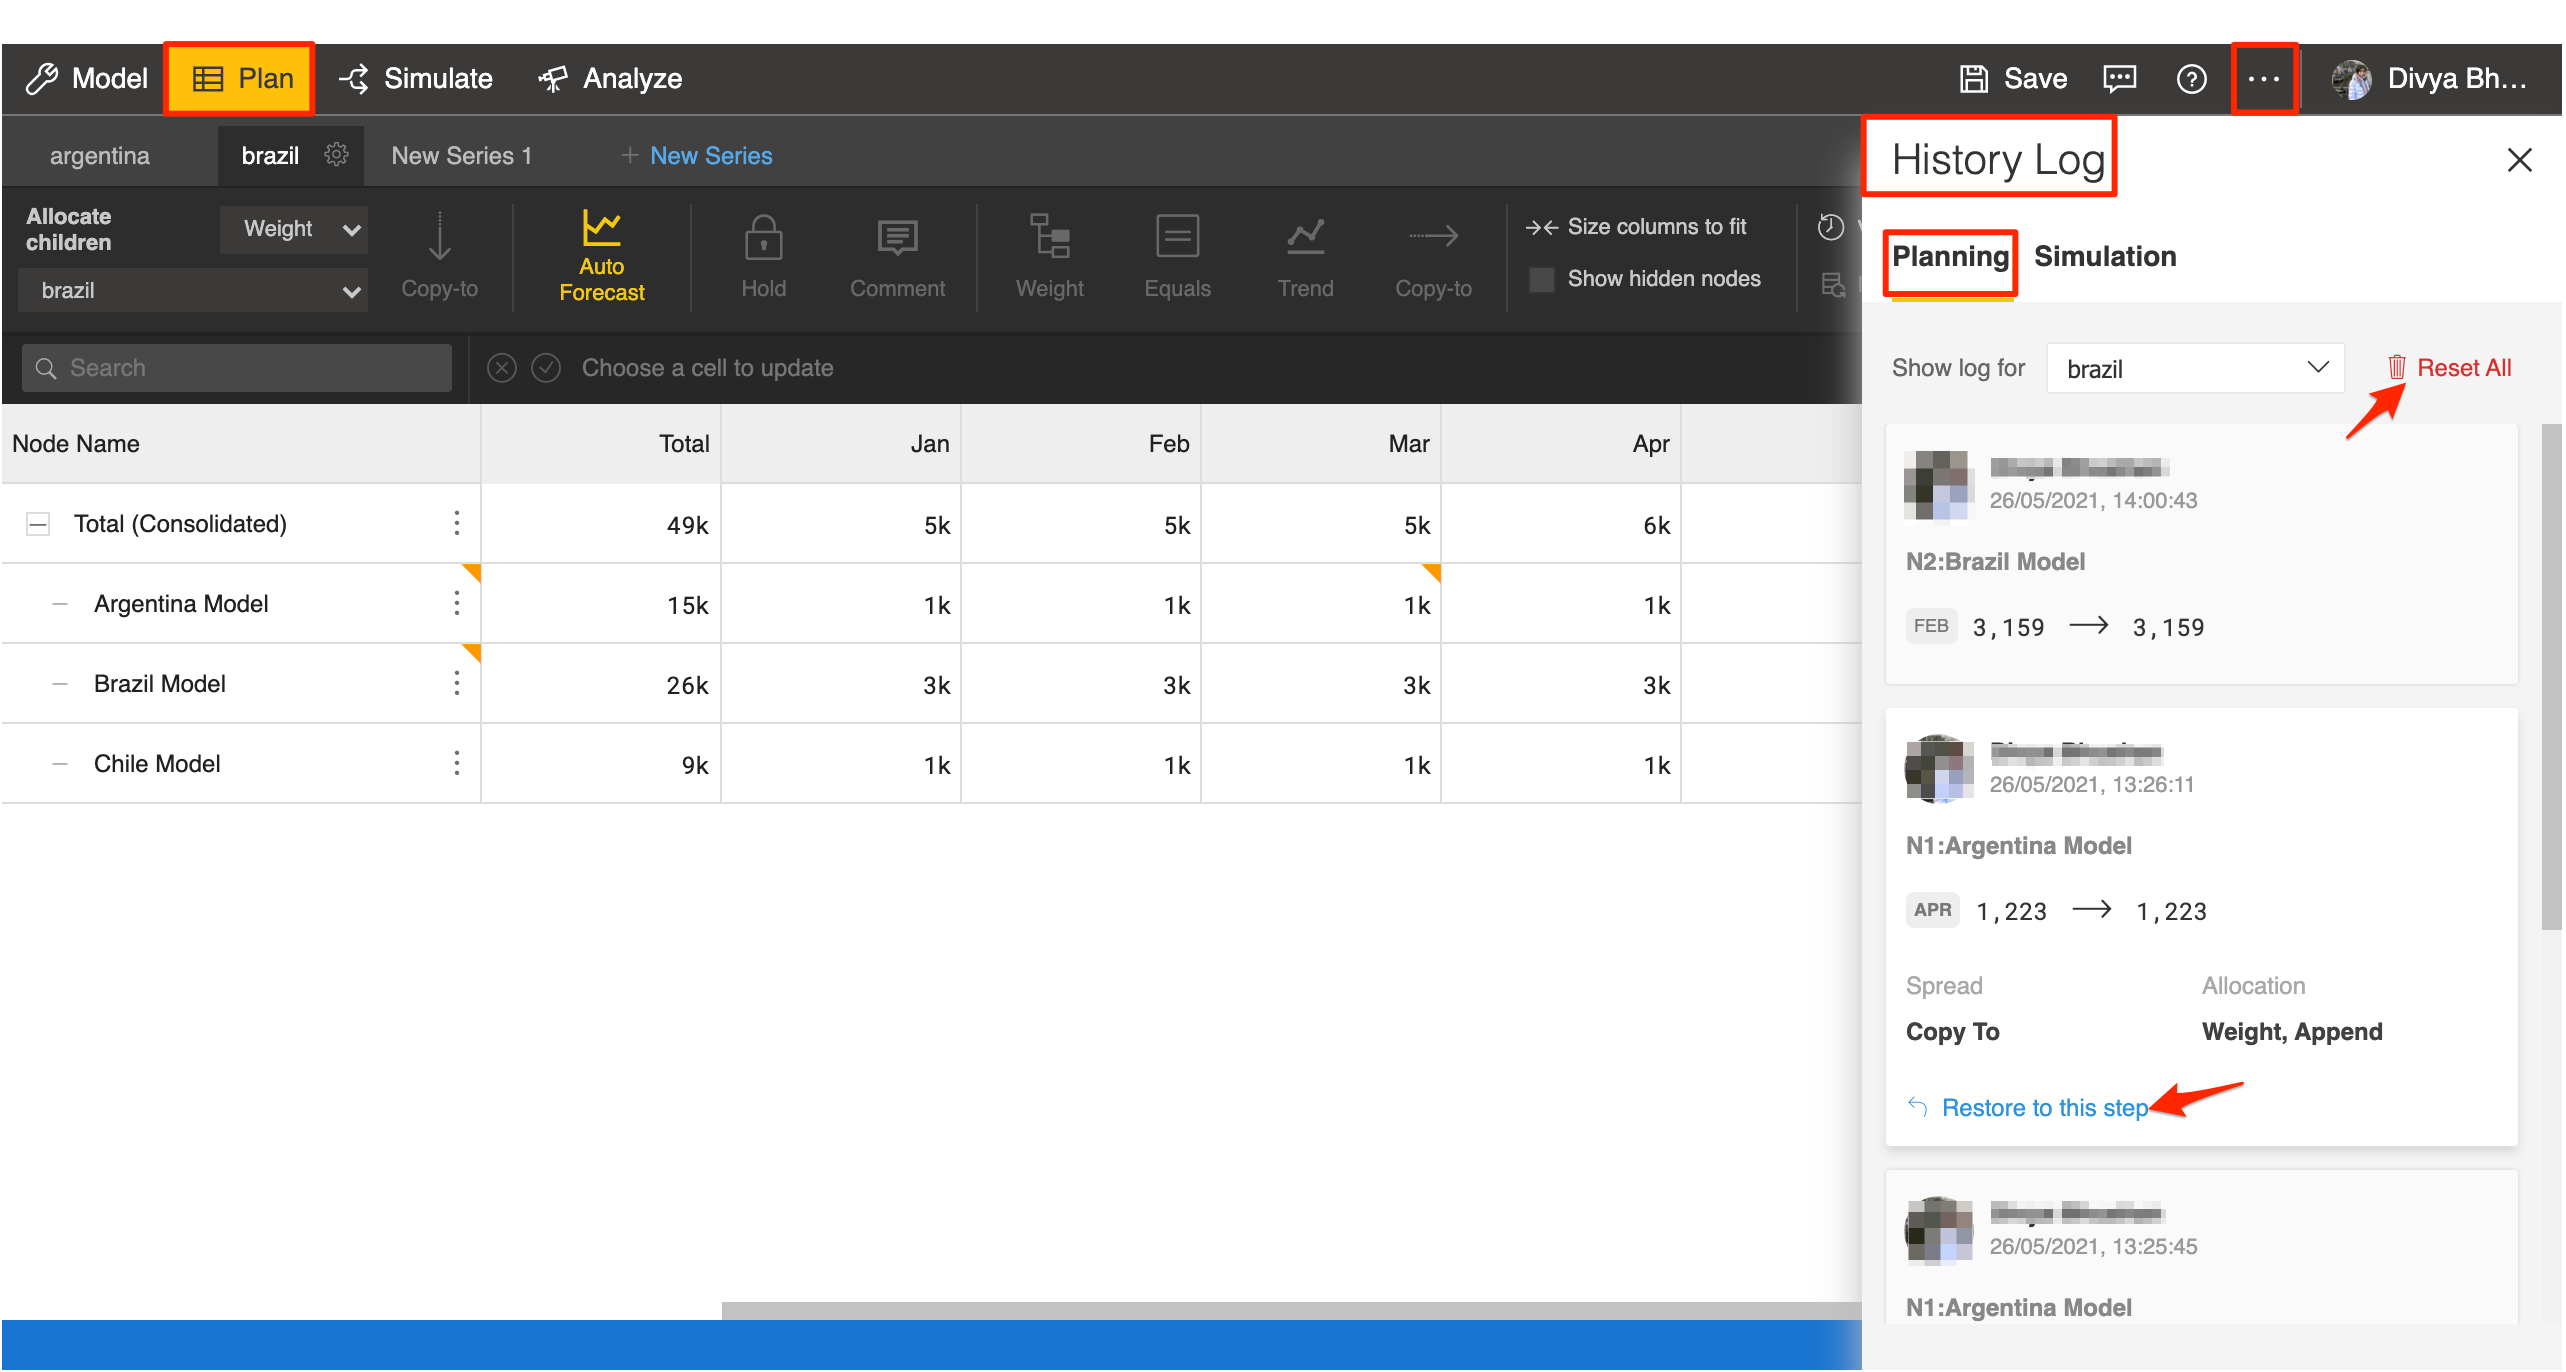 Model Plan Simulate Analyze Save ... Divya Bh...
argentina brazil New Series 1 + New Series
Allocate children
Weight
brazil
Copy-to
Auto Forecast
Hold
Comment
Weight
Equals
Trend
Copy-to
Size columns to fit
Show hidden nodes
Search
Choose a cell to update
Node Name Total Jan Feb Mar Apr
Total (Consolidated) 49k 5k 5k 5k 6k
Argentina Model 15k 1k 1k 1k 1k
Brazil Model 26k 3k 3k 3k 3k
Chile Model 9k 1k 1k 1k 1k
History Log
Planning Simulation
Show log for brazil Reset All
26/05/2021, 14:00:43
N2:Brazil Model
FEB 3,159 → 3,159
26/05/2021, 13:26:11
N1:Argentina Model
APR 1,223 → 1,223
Spread Allocation
Copy To Weight, Append
Restore to this step
26/05/2021, 13:25:45
N1:Argentina Model